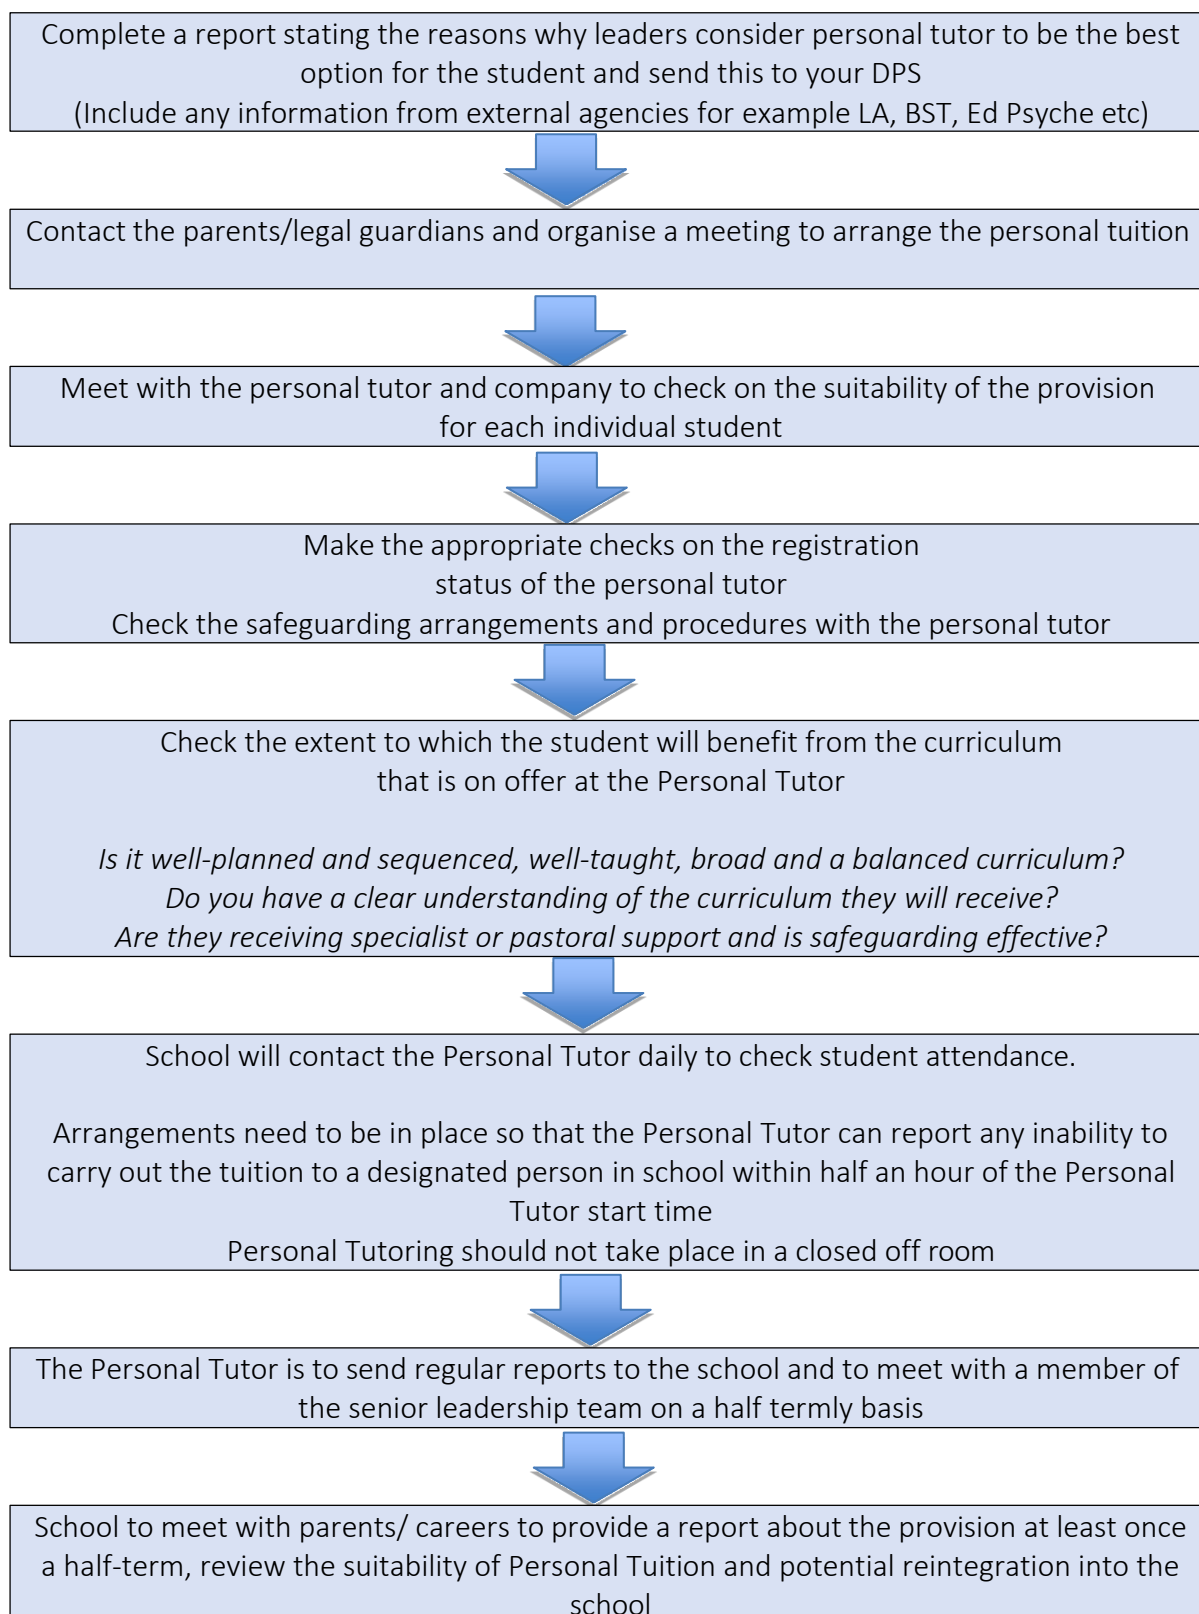 Complete a report stating the reasons why leaders consider personal tutor to be the best
option for the student and send this to your DPS
(Include any information from external agencies for example LA, BST, Ed Psyche etc)
Contact the parents/legal guardians and organise a meeting to arrange the personal tuition
Meet with the personal tutor and company to check on the suitability of the provision
for each individual student
Make the appropriate checks on the registration
status of the personal tutor
Check the safeguarding arrangements and procedures with the personal tutor
Check the extent to which the student will benefit from the curriculum
that is on offer at the Personal Tutor
Is it well-planned and sequenced, well-taught, broad and a balanced curriculum?
Do you have a clear understanding of the curriculum they will receive?
Are they receiving specialist or pastoral support and is safeguarding effective?
School will contact the Personal Tutor daily to check student attendance.
Arrangements need to be in place so that the Personal Tutor can report any inability to
carry out the tuition to a designated person in school within half an hour of the Personal
Tutor start time
Personal Tutoring should not take place in a closed off room
The Personal Tutor is to send regular reports to the school and to meet with a member of
the senior leadership team on a half termly basis
School to meet with parents/ careers to provide a report about the provision at least once
a half-term, review the suitability of Personal Tuition and potential reintegration into the
school